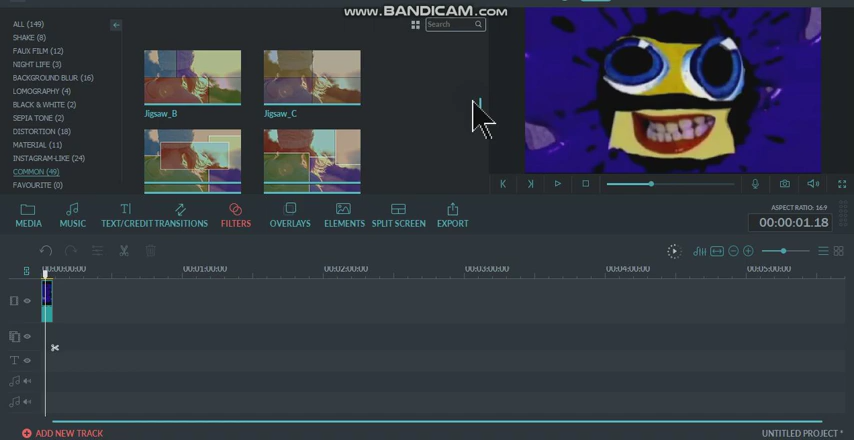 www.BANDICAM.com
ALL (149)
SHAKE (8)
FAUX FILM (12)
NIGHT LIFE (3)
BACKGROUND BLUR (16)
LOMOGRAPHY (4)
BLACK & WHITE (2)
SEPIA TONE (2)
DISTORTION (18)
MATERIAL (11)
INSTAGRAM-LIKE (24)
COMMON (49)
FAVOURITE (0)
Search
Jigsaw_B
Jigsaw_C
MEDIA
MUSIC
TEXT/CREDIT
TRANSITIONS
FILTERS
OVERLAYS
ELEMENTS
SPLIT SCREEN
EXPORT
ASPECT RATIO: 16:9
00:00:01.18
00:00:00:00
00:01:00:00
00:02:00:00
00:03:00:00
00:04:00:00
00:05:00:00
ADD NEW TRACK
UNTITLED PROJECT *